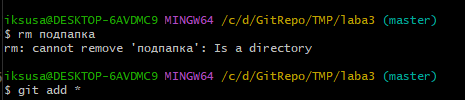 iksusa@DESKTOP-6AVDMC9 MINGW64 /c/d/GitRepo/TMP/laba3 (master)
$ rm подпапка
rm: cannot remove 'подпапка': Is a directory
iksusa@DESKTOP-6AVDMC9 MINGW64 /c/d/GitRepo/TMP/laba3 (master)
$ git add *